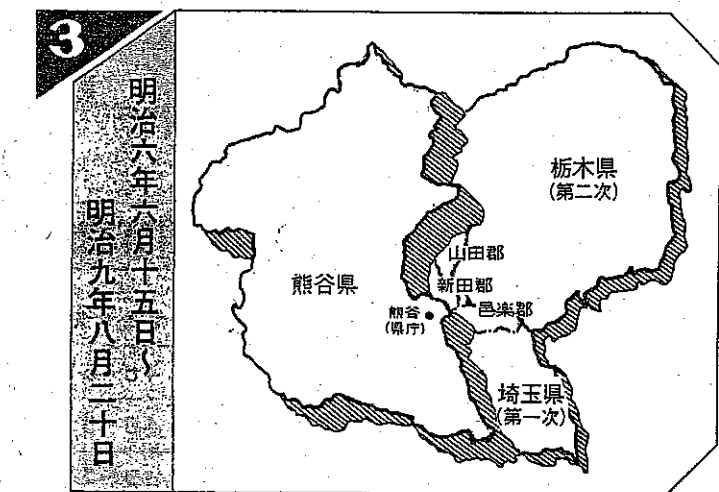 3
明治六年六月十五日〜
明治九年八月二十日
栃木県
(第二次)
山田郡
熊谷県
新田郡
邑楽郡
熊谷
(県庁)
埼玉県
(第一次)